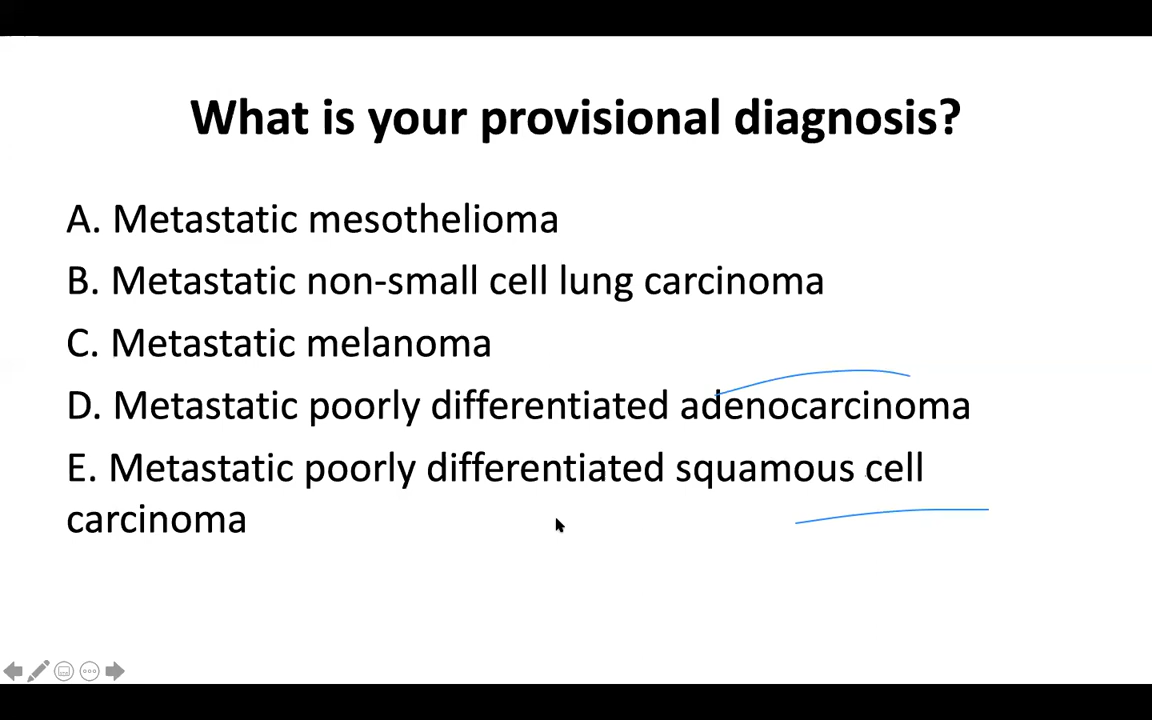 What is your provisional diagnosis?
A. Metastatic mesothelioma
B. Metastatic non-small cell lung carcinoma
C. Metastatic melanoma
D. Metastatic poorly differentiated adenocarcinoma
E. Metastatic poorly differentiated squamous cell
carcinoma